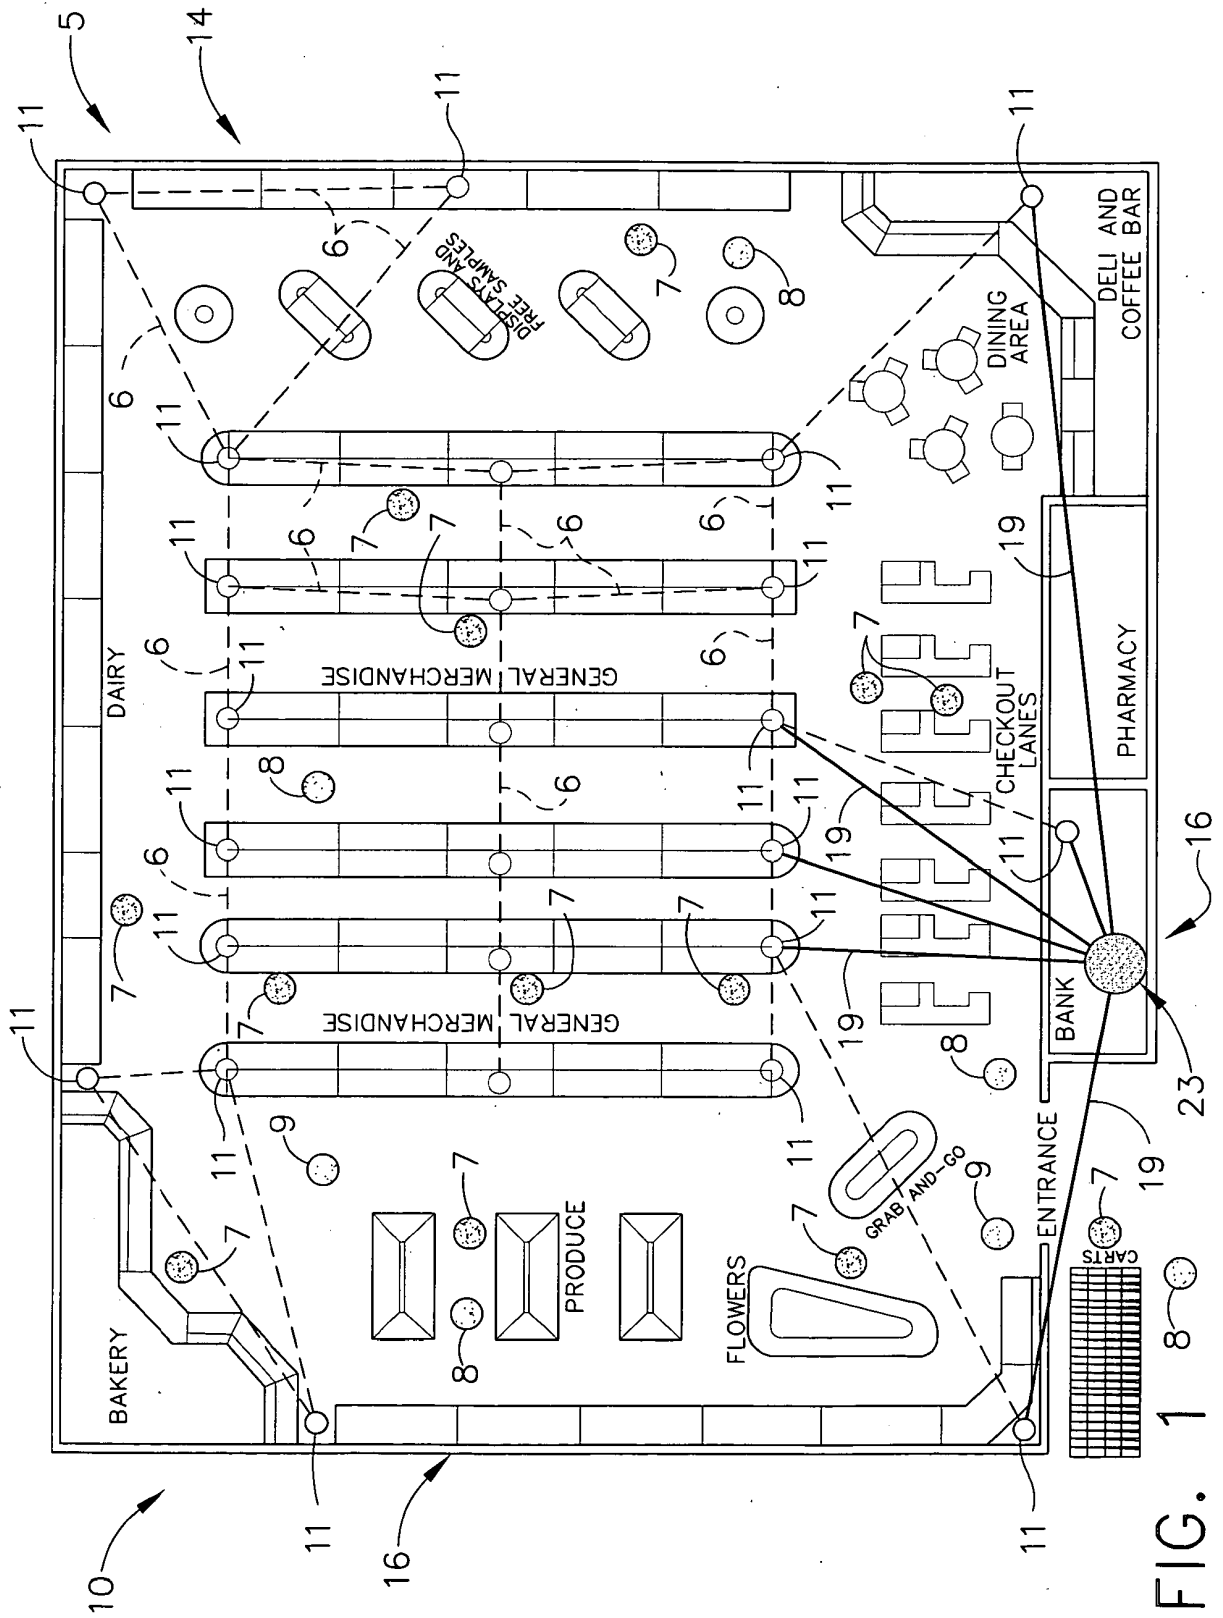 10
11
11
5
BAKERY
DAIRY
7
6
6
6
11
11
11
11
14
7
11
7
11
9
8
6
6
6
11
16
GENERAL MERCHANDISE
GENERAL MERCHANDISE
7
7
11
8
7
DISPLAYS AND
FREE SAMPLES
PRODUCE
7
6
6
7
7
8
FLOWERS
7
6
6
11
11
11
11
11
11
7
GRAB AND-GO
19
19
8
9
CHECKOUT
LANES
DINING
AREA
11
11
11
ENTRANCE
BANK
19
7
CARTS
PHARMACY
DELI AND
COFFEE BAR
19
8
23
16
FIG. 1